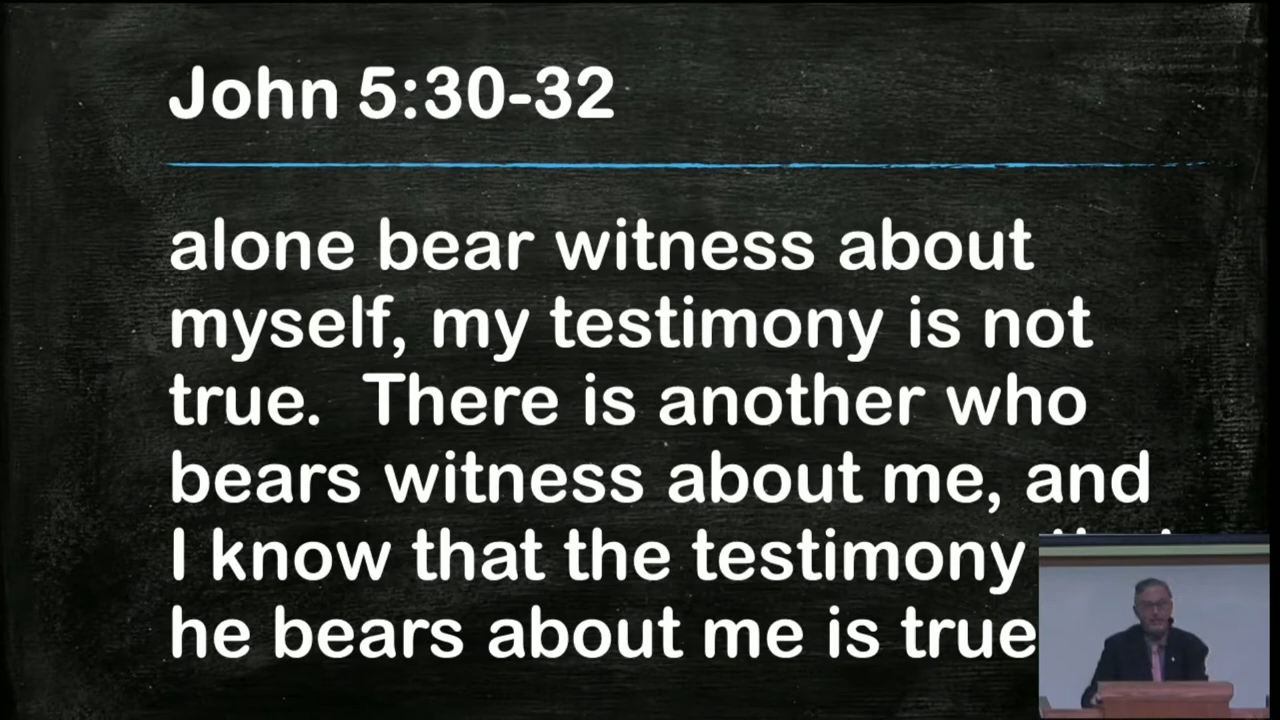 John 5:30-32
alone bear witness about
myself, my testimony is not
true. There is another who
bears witness about me, and
I know that the testimony
he bears about me is true